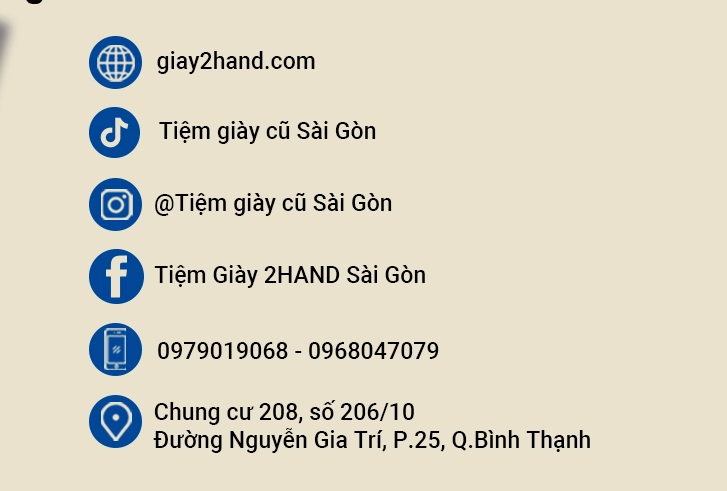 giay2hand.com
Tiệm giày cũ Sài Gòn
@Tiệm giày cũ Sài Gòn
Tiệm Giày 2HAND Sài Gòn
0979019068 - 0968047079
Chung cư 208, số 206/10
Đường Nguyễn Gia Trí, P.25, Q.Bình Thạnh